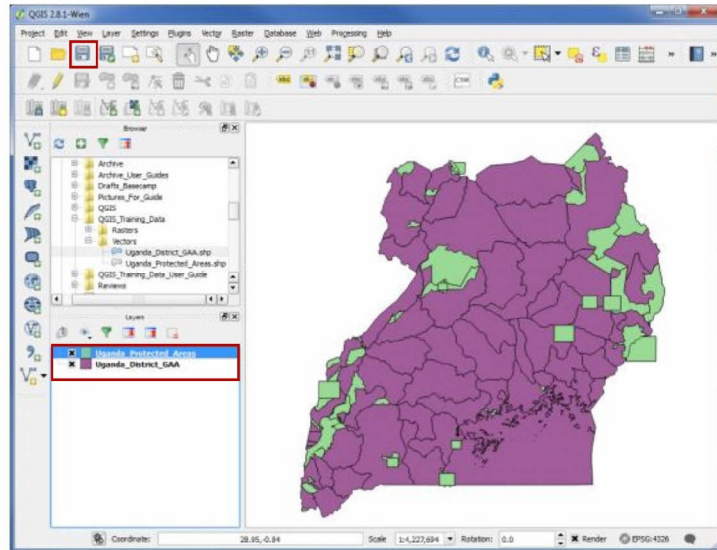 QGIS 2.8.1-Wien
Project Edit View Layer Settings Plugins Vector Raster Database Web Processing Help
Browser
Archive
Archive_User_Guides
Drafts_Basecamp
Pictures_For_Guide
QGIS
QGIS_Training_Data
Rasters
Vectors
Uganda_District_GAA.shp
Uganda_Protected_Areas.shp
QGIS_Training_Data_User_Guide
Reviews
Layers
Uganda_Protected_Areas
Uganda_District_GAA
Coordinate: 28.95,-0.84 Scale 1:4,227,694 Rotation: 0.0 Render EPSG:4326